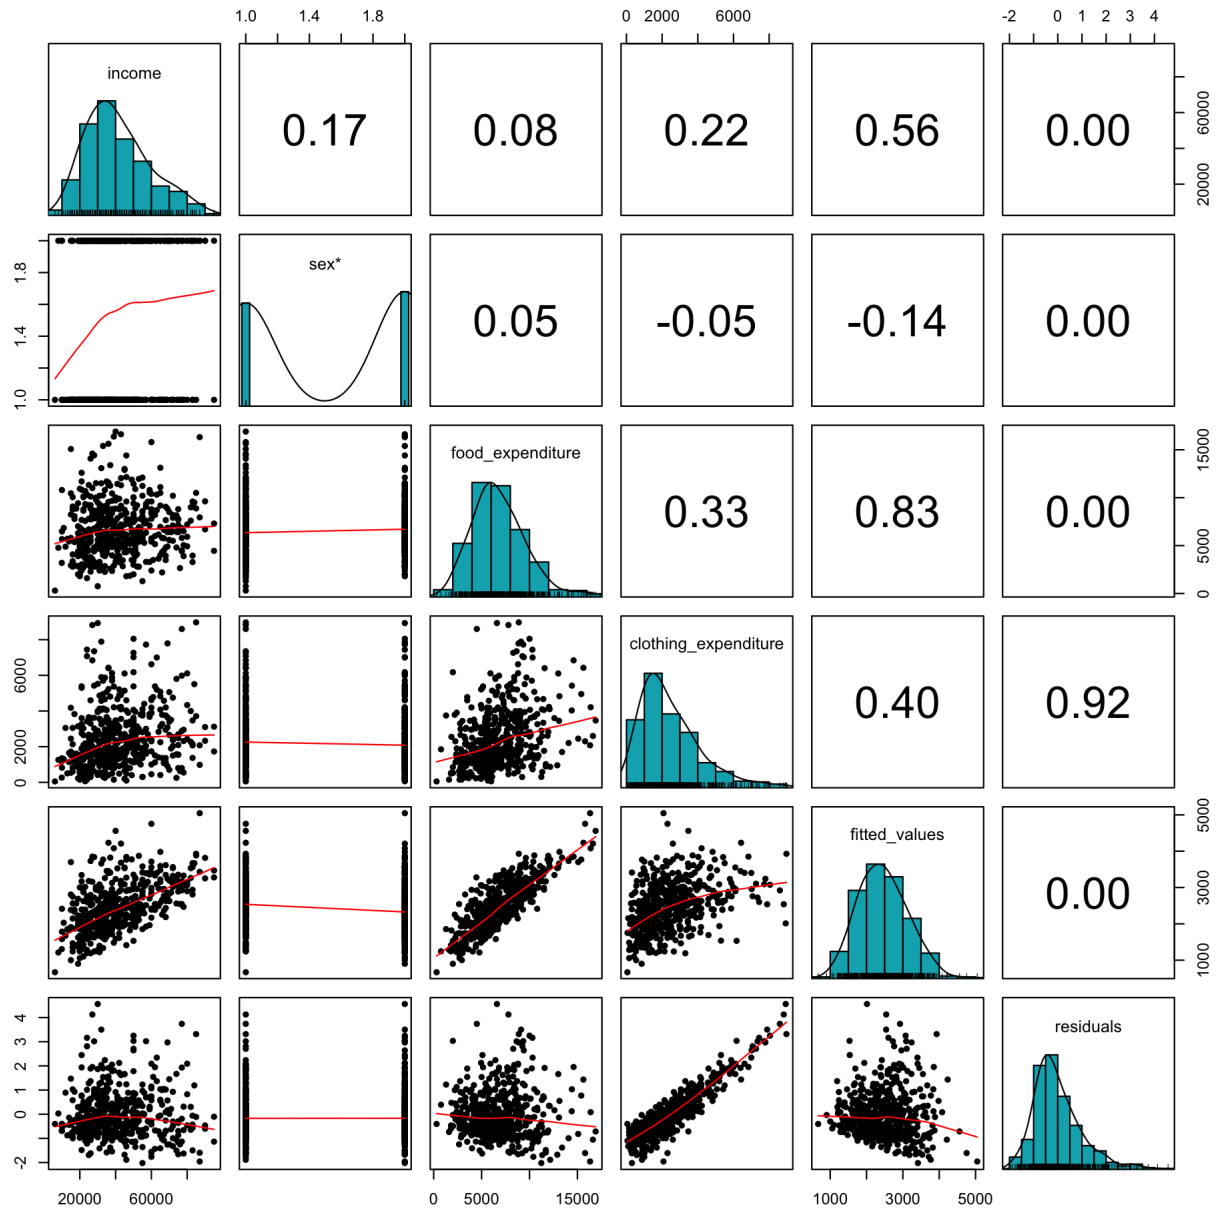 1.0 1.4 1.8 0 2000 6000 -2 0 1 2 3 4
income 0.17 0.08 0.22 0.56 0.00 20000 60000
1.0 1.4 1.8 sex* 0.05 -0.05 -0.14 0.00
food_expenditure 0.33 0.83 0.00 0 5000 15000
0 2000 6000 clothing_expenditure 0.40 0.92
fitted_values 0.00 1000 3000 5000
-2 0 1 2 3 4 residuals
20000 60000 0 5000 15000 1000 3000 5000